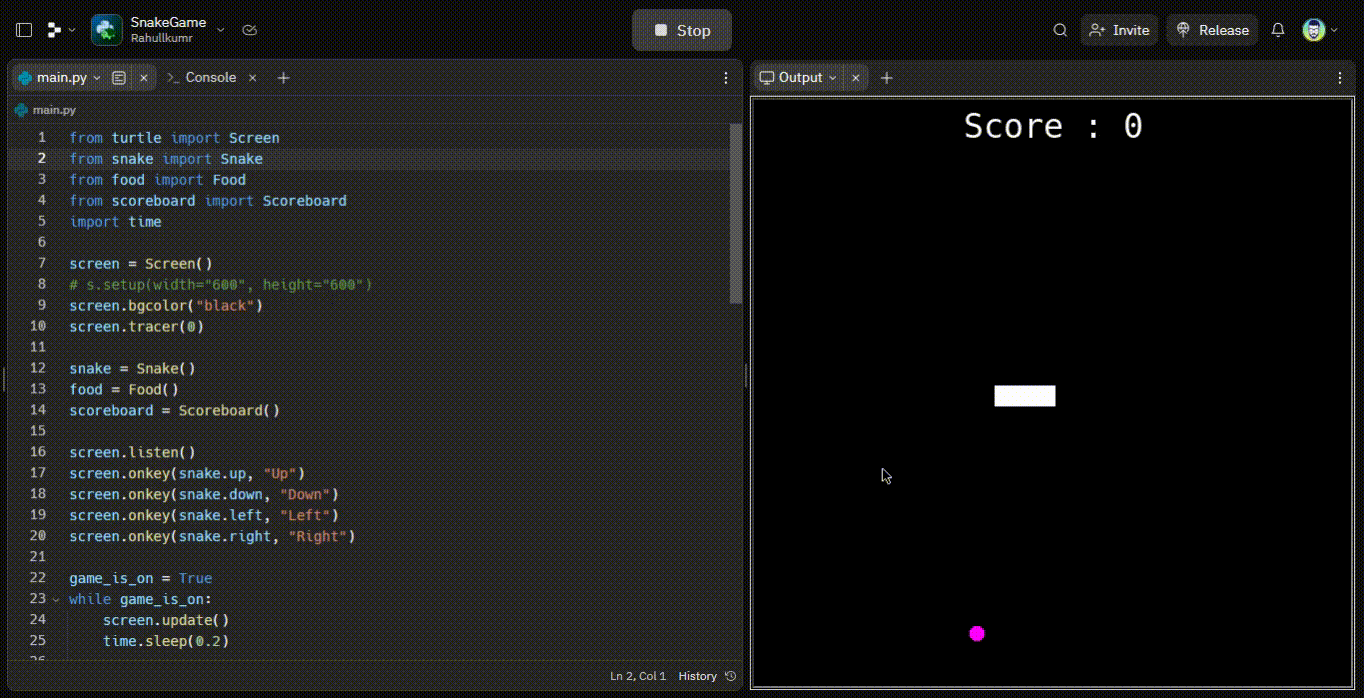 SnakeGame
Rahullkumr
Stop
Invite
Release
main.py
Console
Output
main.py
1 from turtle import Screen
2 from snake import Snake
3 from food import Food
4 from scoreboard import Scoreboard
5 import time
6
7 screen = Screen()
8 # s.setup(width="600", height="600")
9 screen.bgcolor("black")
10 screen.tracer(0)
11
12 snake = Snake()
13 food = Food()
14 scoreboard = Scoreboard()
15
16 screen.listen()
17 screen.onkey(snake.up, "Up")
18 screen.onkey(snake.down, "Down")
19 screen.onkey(snake.left, "Left")
20 screen.onkey(snake.right, "Right")
21
22 game_is_on = True
23 while game_is_on:
24     screen.update()
25     time.sleep(0.2)
Ln 2, Col 1 History
Score : 0